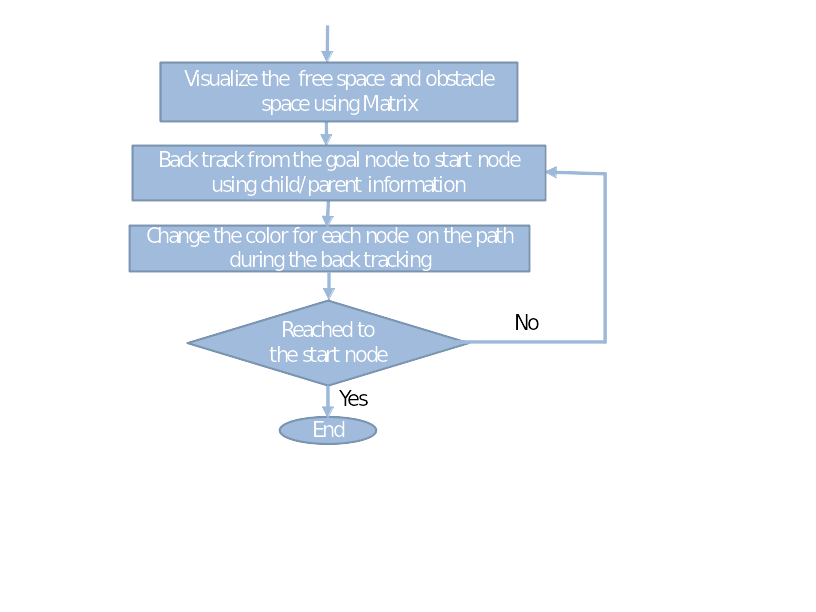 Visualize the free space and obstacle
space using Matrix
Back track from the goal node to start node
using child/parent information
Change the color for each node on the path
during the back tracking
Reached to
the start node
No
Yes
End